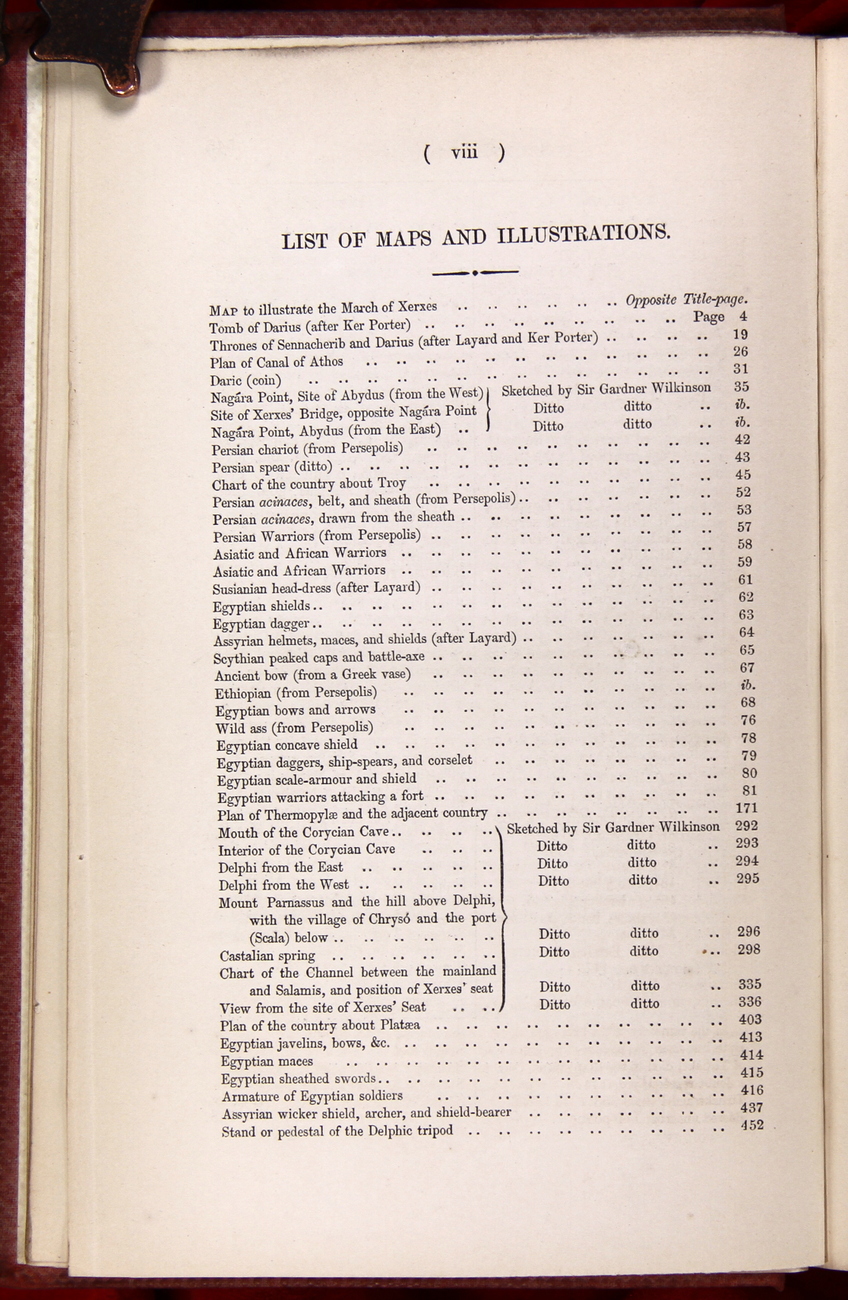 ( viii )
LIST OF MAPS AND ILLUSTRATIONS.
MAP to illustrate the March of Xerxes .. .. .. .. .. .. Opposite Title-page.
Tomb of Darius (after Ker Porter) .. .. .. .. .. .. .. .. .. Page 4
Thrones of Sennacherib and Darius (after Layard and Ker Porter) .. .. .. .. 19
Plan of Canal of Athos .. .. .. .. .. .. .. .. .. .. .. .. 26
Daric (coin) .. .. .. .. .. .. .. .. .. .. .. .. .. .. 31
Nagára Point, Site of Abydus (from the West) Sketched by Sir Gardner Wilkinson 35
Site of Xerxes' Bridge, opposite Nagára Point Ditto ditto .. ib.
Nagára Point, Abydus (from the East) .. Ditto ditto .. ib.
Persian chariot (from Persepolis) .. .. .. .. .. .. .. .. .. .. 42
Persian spear (ditto) .. .. .. .. .. .. .. .. .. .. .. .. .. 43
Chart of the country about Troy .. .. .. .. .. .. .. .. .. .. 45
Persian acinaces, belt, and sheath (from Persepolis) .. .. .. .. .. .. .. 52
Persian acinaces, drawn from the sheath .. .. .. .. .. .. .. .. .. 53
Persian Warriors (from Persepolis) .. .. .. .. .. .. .. .. .. .. 57
Asiatic and African Warriors .. .. .. .. .. .. .. .. .. .. .. 58
Asiatic and African Warriors .. .. .. .. .. .. .. .. .. .. .. 59
Susianian head-dress (after Layard) .. .. .. .. .. .. .. .. .. .. 61
Egyptian shields .. .. .. .. .. .. .. .. .. .. .. .. .. .. 62
Egyptian dagger .. .. .. .. .. .. .. .. .. .. .. .. .. .. 63
Assyrian helmets, maces, and shields (after Layard) .. .. .. .. .. .. .. 64
Scythian peaked caps and battle-axe .. .. .. .. .. .. .. .. .. .. 65
Ancient bow (from a Greek vase) .. .. .. .. .. .. .. .. .. .. 67
Ethiopian (from Persepolis) .. .. .. .. .. .. .. .. .. .. .. ib.
Egyptian bows and arrows .. .. .. .. .. .. .. .. .. .. .. 68
Wild ass (from Persepolis) .. .. .. .. .. .. .. .. .. .. .. 76
Egyptian concave shield .. .. .. .. .. .. .. .. .. .. .. .. 78
Egyptian daggers, ship-spears, and corselet .. .. .. .. .. .. .. .. 79
Egyptian scale-armour and shield .. .. .. .. .. .. .. .. .. .. 80
Egyptian warriors attacking a fort .. .. .. .. .. .. .. .. .. .. 81
Plan of Thermopylæ and the adjacent country .. .. .. .. .. .. .. .. 171
Mouth of the Corycian Cave .. .. .. .. Sketched by Sir Gardner Wilkinson 292
Interior of the Corycian Cave .. .. .. Ditto ditto .. 293
Delphi from the East .. .. .. .. .. Ditto ditto .. 294
Delphi from the West .. .. .. .. .. Ditto ditto .. 295
Mount Parnassus and the hill above Delphi,
with the village of Chrysó and the port
(Scala) below .. .. .. .. .. .. Ditto ditto .. 296
Castalian spring .. .. .. .. .. .. Ditto ditto .. 298
Chart of the Channel between the mainland
and Salamis, and position of Xerxes' seat Ditto ditto .. 335
View from the site of Xerxes' Seat .. .. Ditto ditto .. 336
Plan of the country about Platæa .. .. .. .. .. .. .. .. .. .. 403
Egyptian javelins, bows, &c. .. .. .. .. .. .. .. .. .. .. .. 413
Egyptian maces .. .. .. .. .. .. .. .. .. .. .. .. .. 414
Egyptian sheathed swords .. .. .. .. .. .. .. .. .. .. .. .. 415
Armature of Egyptian soldiers .. .. .. .. .. .. .. .. .. .. 416
Assyrian wicker shield, archer, and shield-bearer .. .. .. .. .. .. .. 437
Stand or pedestal of the Delphic tripod .. .. .. .. .. .. .. .. .. 452